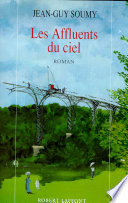 JEAN-GUY SOUMY
Les Affluents
du ciel
ROMAN
ROBERT LAFFONT